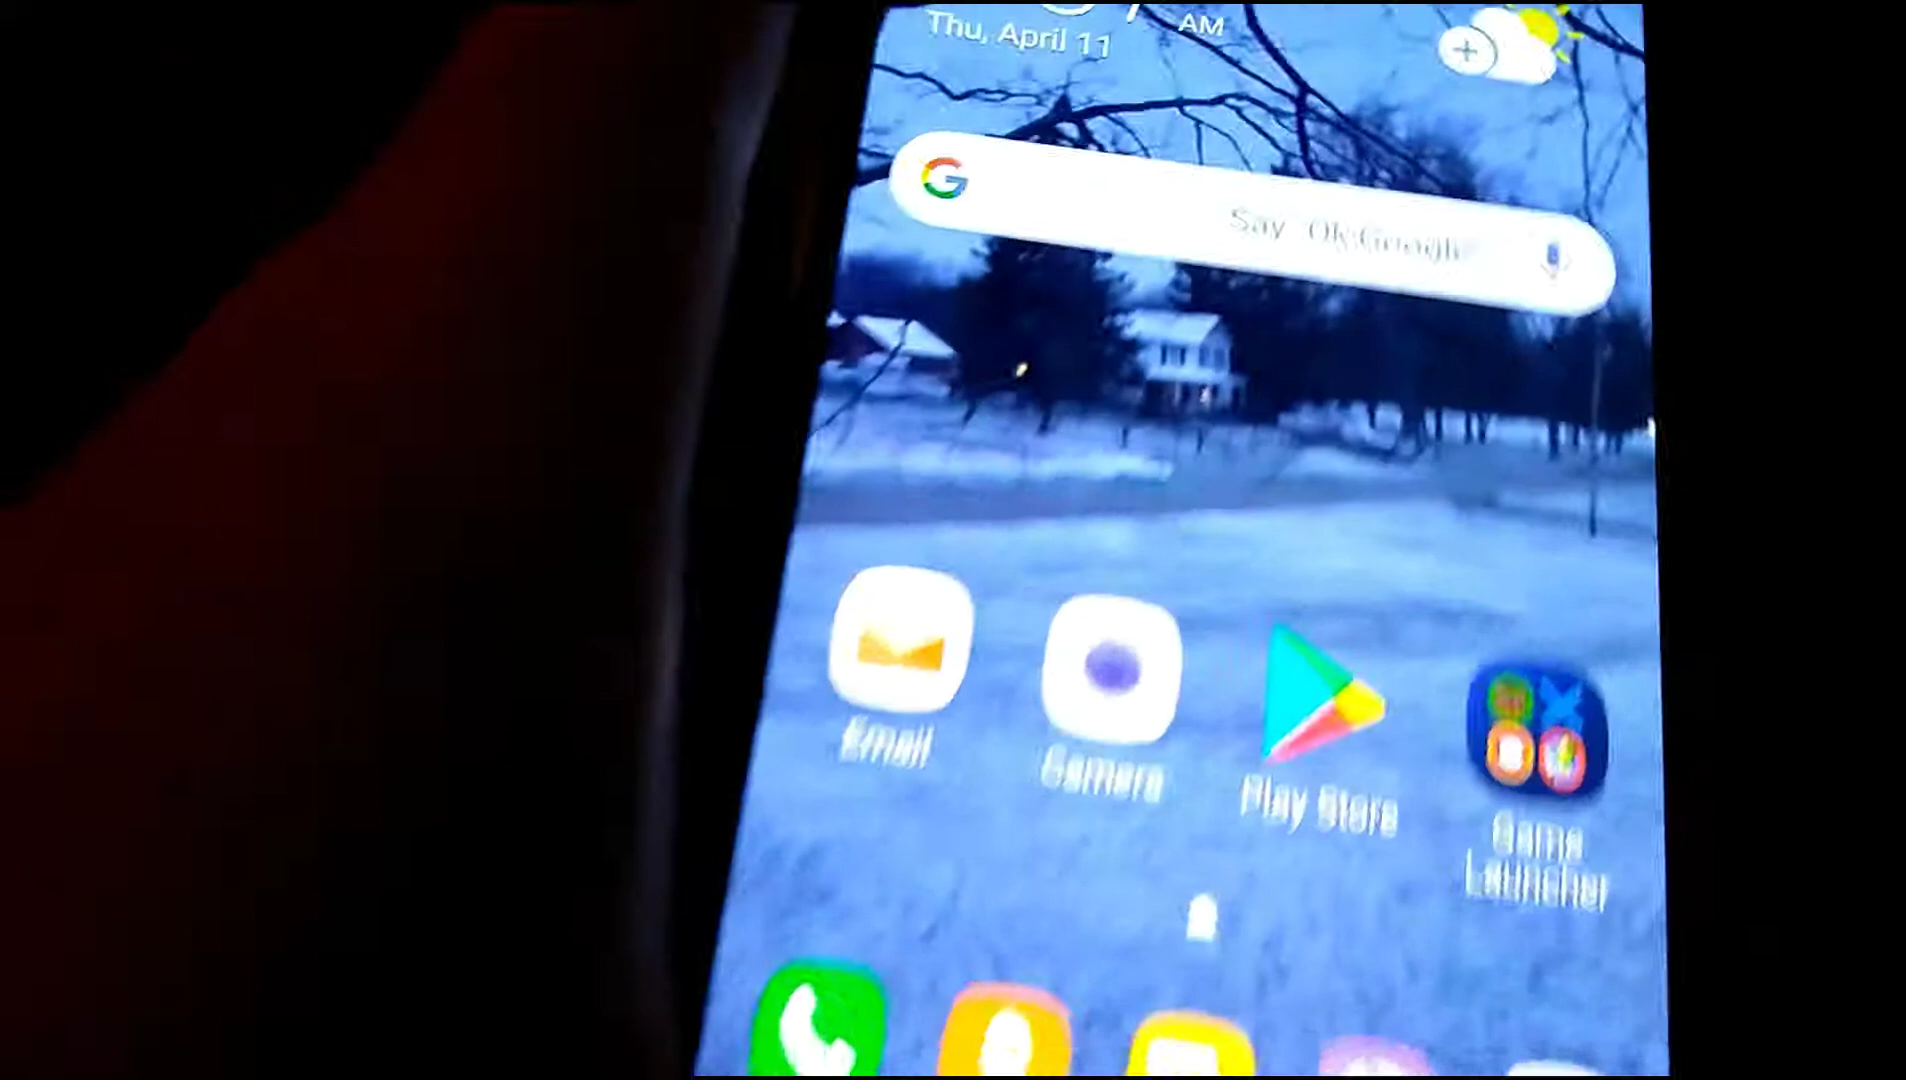 AM
Thu, April 11
G
Say "Ok Google"
Email
Camera
Play Store
Game
Launcher